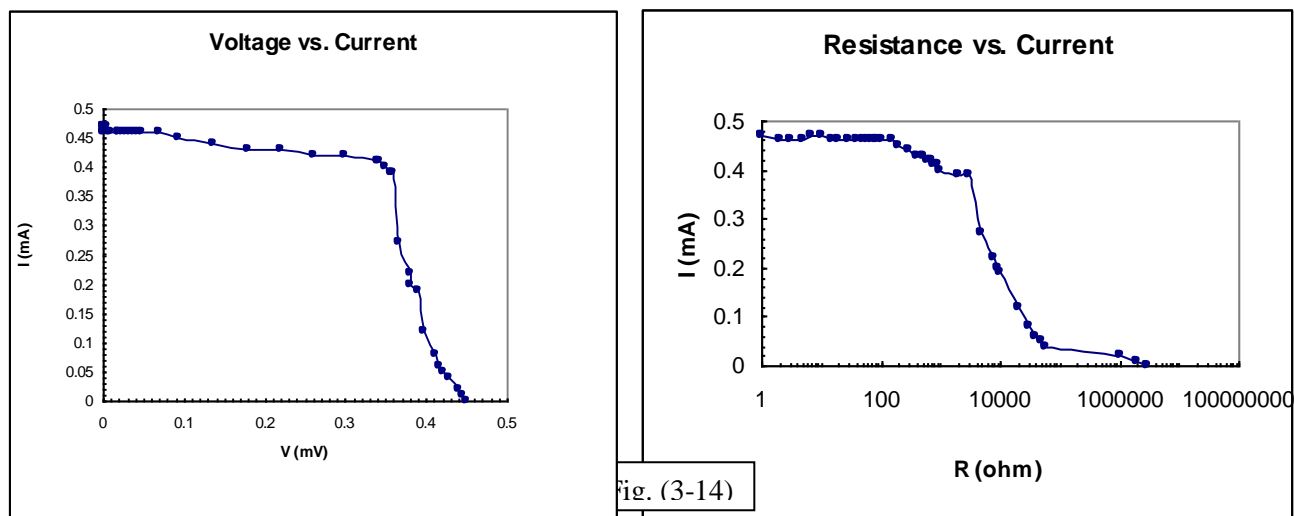 Voltage vs. Current
0.5
0.45
0.4
0.35
0.3
0.25
0.2
0.15
0.1
0.05
0
I (mA)
0 0.1 0.2 0.3 0.4 0.5
V (mV)
Resistance vs. Current
0.5
0.4
0.3
0.2
0.1
0
I (mA)
1 100 10000 1000000 100000000
R (ohm)
Fig. (3-14)